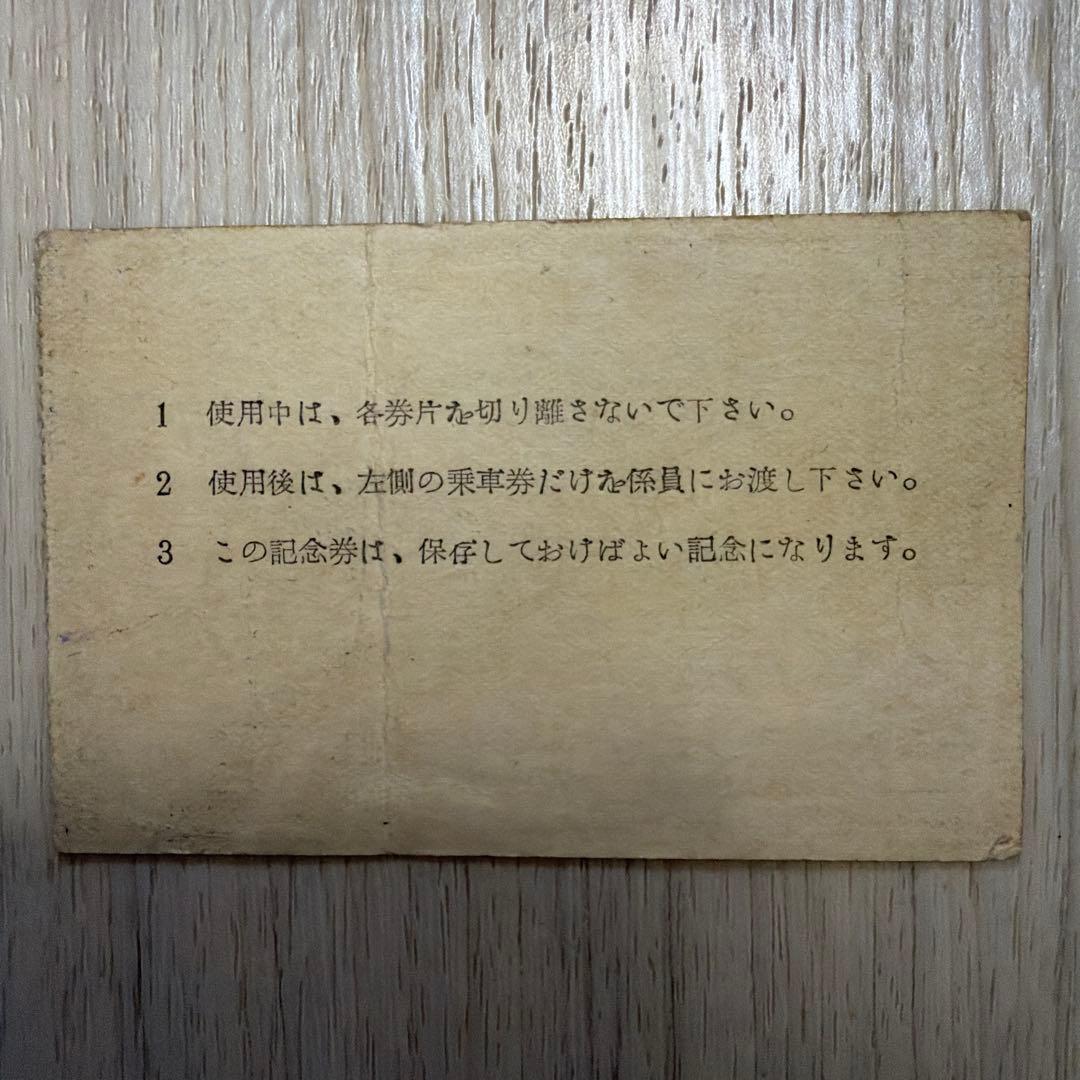 1 使用中は、各券片を切り離さないで下さい。
2 使用後は、左側の乗車券だけを係員にお渡し下さい。
3 この記念券は、保存しておけばよい記念になります。